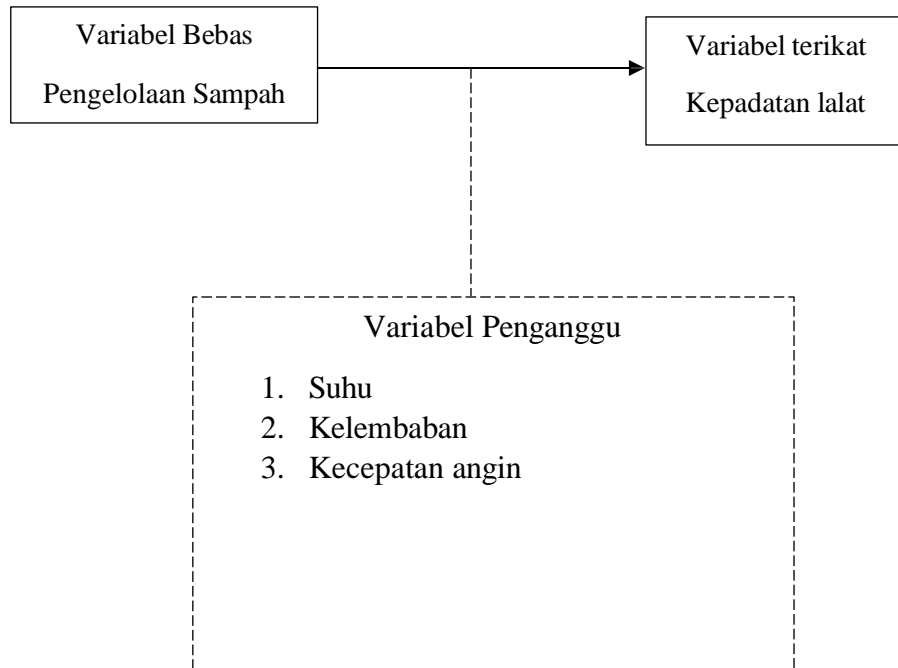 Variabel Bebas
Pengelolaan Sampah
Variabel terikat
Kepadatan lalat
Variabel Penganggu
1. Suhu
2. Kelembaban
3. Kecepatan angin